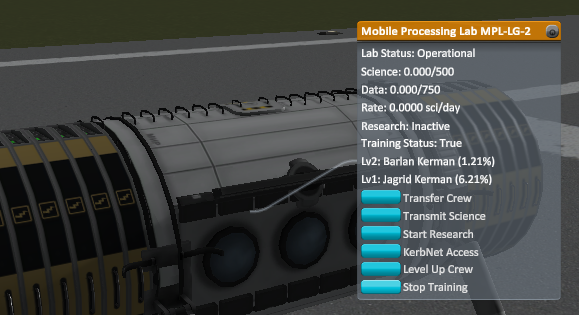 Mobile Processing Lab MPL-LG-2
Lab Status: Operational
Science: 0.000/500
Data: 0.000/750
Rate: 0.0000 sci/day
Research: Inactive
Training Status: True
Lv2: Barlan Kerman (1.21%)
Lv1: Jagrid Kerman (6.21%)
Transfer Crew
Transmit Science
Start Research
KerbNet Access
Level Up Crew
Stop Training